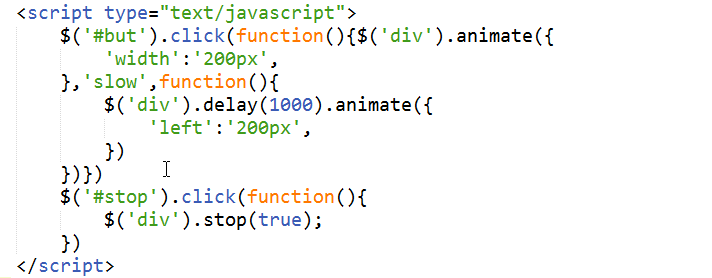 <script type="text/javascript">
    $('#but').click(function(){$('div').animate({
        'width':'200px',
    },'slow',function(){
        $('div').delay(1000).animate({
            'left':'200px',
        })
    })})
    $('#stop').click(function(){
        $('div').stop(true);
    })
</script>